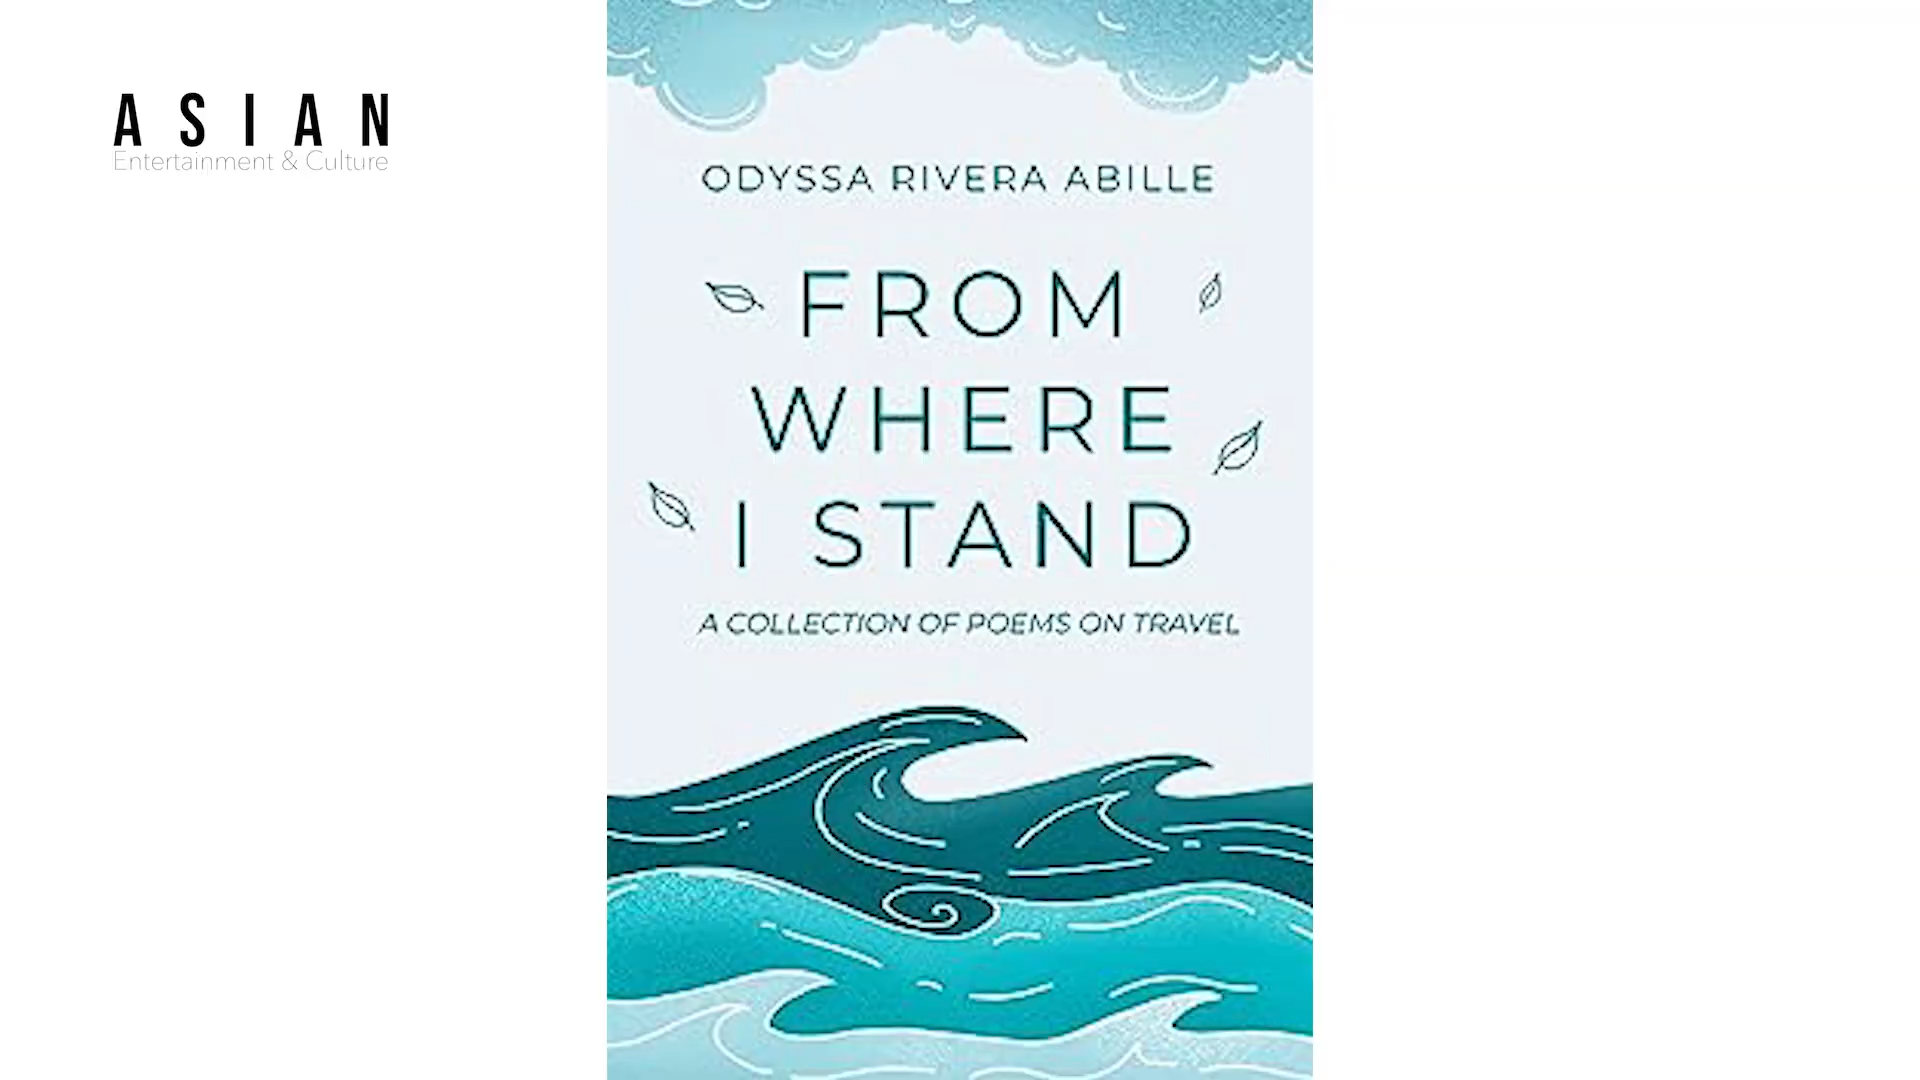 ASIAN
Entertainment & Culture
ODYSSA RIVERA ABILLE
FROM
WHERE
I STAND
A COLLECTION OF POEMS ON TRAVEL